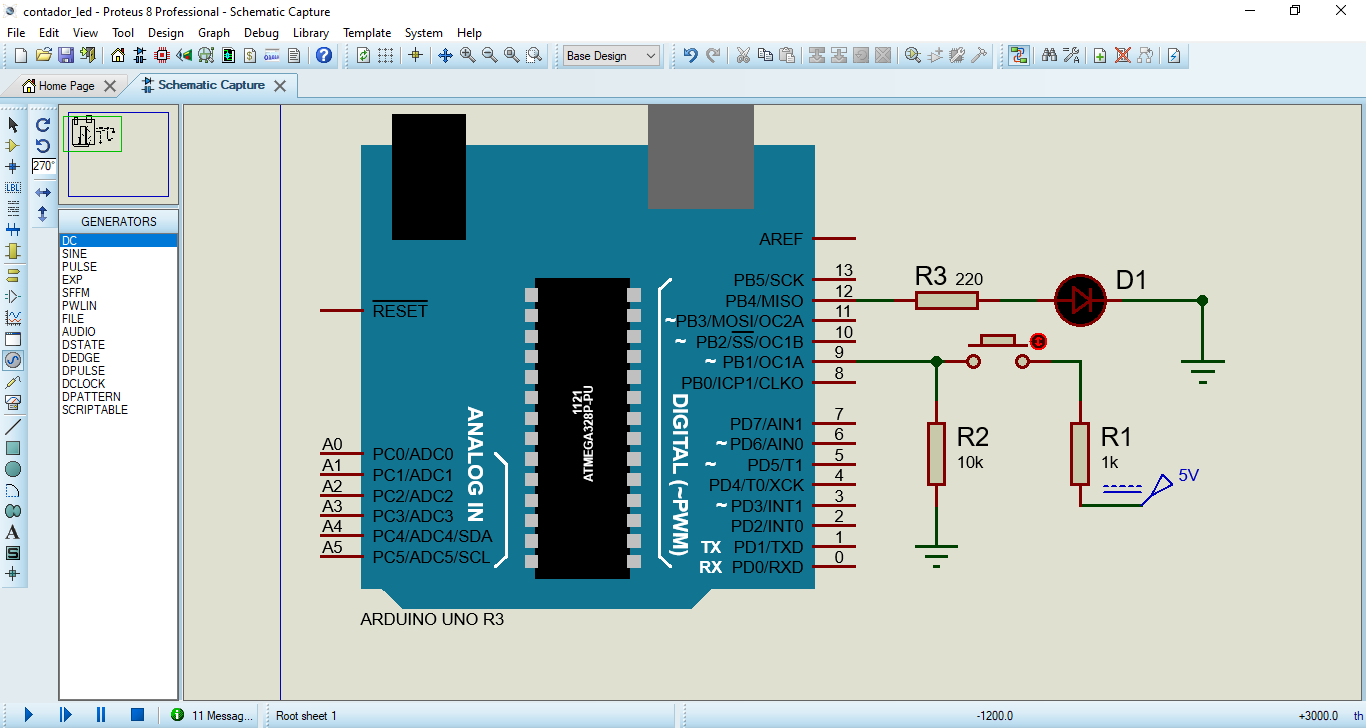 contador_led - Proteus 8 Professional - Schematic Capture
File Edit View Tool Design Graph Debug Library Template System Help
Base Design
Home Page
Schematic Capture
270°
LBL
GENERATORS
DC
SINE
PULSE
EXP
SFFM
PWLIN
FILE
AUDIO
DSTATE
DEDGE
DPULSE
DCLOCK
DPATTERN
SCRIPTABLE
A
S
RESET
A0 PC0/ADC0
A1 PC1/ADC1
A2 PC2/ADC2
A3 PC3/ADC3
A4 PC4/ADC4/SDA
A5 PC5/ADC5/SCL
ANALOG IN
1121
ATMEGA328P-PU
DIGITAL (~PWM)
AREF
PB5/SCK 13
PB4/MISO 12
~PB3/MOSI/OC2A 11
~ PB2/SS/OC1B 10
~ PB1/OC1A 9
PB0/ICP1/CLKO 8
PD7/AIN1 7
~ PD6/AIN0 6
~ PD5/T1 5
PD4/T0/XCK 4
~ PD3/INT1 3
PD2/INT0 2
TX PD1/TXD 1
RX PD0/RXD 0
ARDUINO UNO R3
R3 220
D1
R2
10k
R1
1k
5V
11 Messag...
Root sheet 1
-1200.0
+3000.0
th